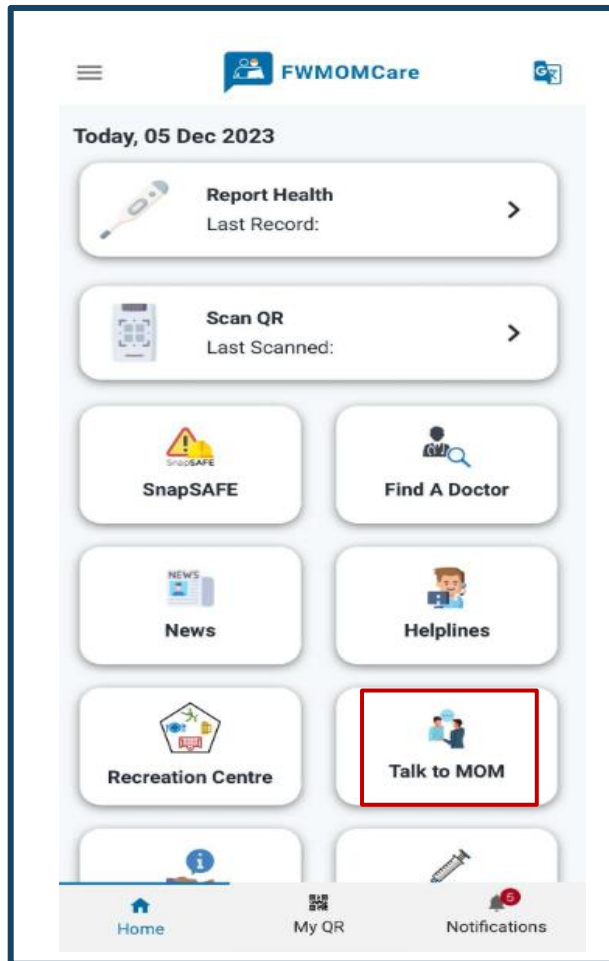 FWMOMCare
Today, 05 Dec 2023
Report Health
Last Record:
Scan QR
Last Scanned:
SnapSAFE
SnapSAFE
Find A Doctor
NEWS
News
Helplines
Recreation Centre
Talk to MOM
Home
My QR
5
Notifications